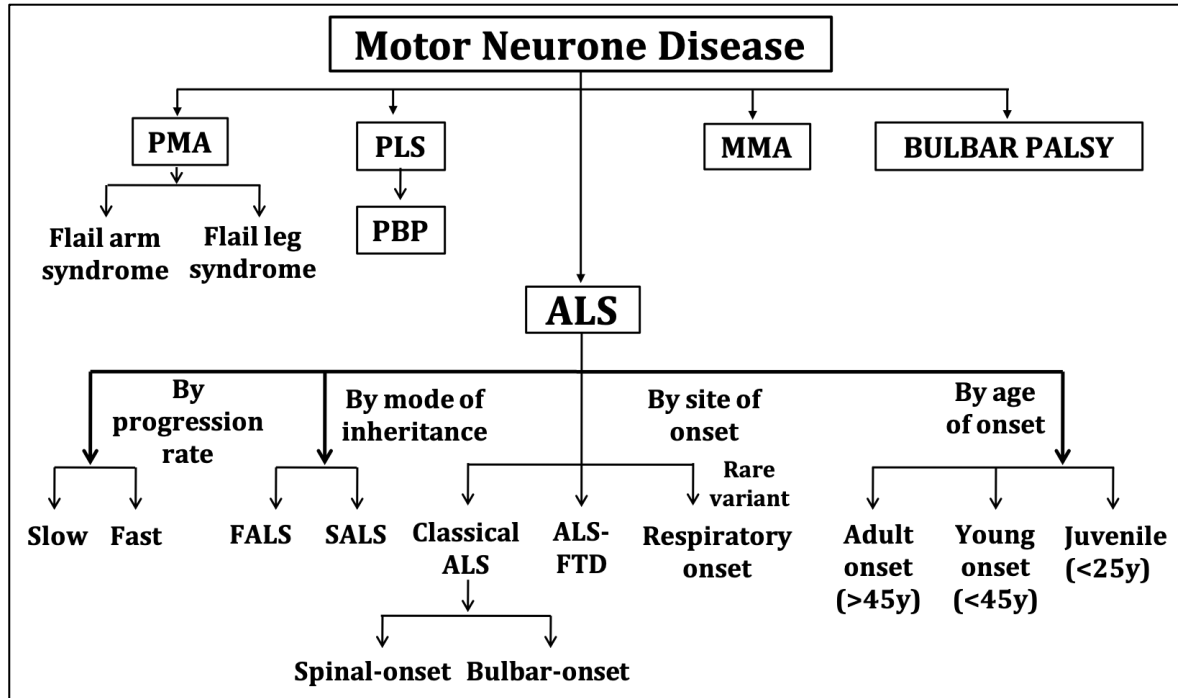 Motor Neurone Disease
PMA
PLS
MMA
BULBAR PALSY
Flail arm
syndrome
Flail leg
syndrome
PBP
ALS
By
progression
rate
By mode of
inheritance
By site of
onset
By age
of onset
Rare
variant
Slow
Fast
FALS
SALS
Classical
ALS
ALS-
FTD
Respiratory
onset
Adult
onset
(>45y)
Young
onset
(<45y)
Juvenile
(<25y)
Spinal-onset
Bulbar-onset